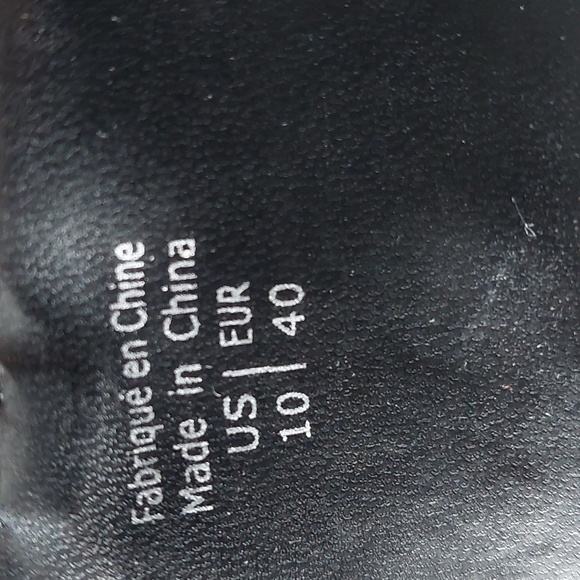 Fabriqué en Chine
Made in China
US | EUR
10 | 40